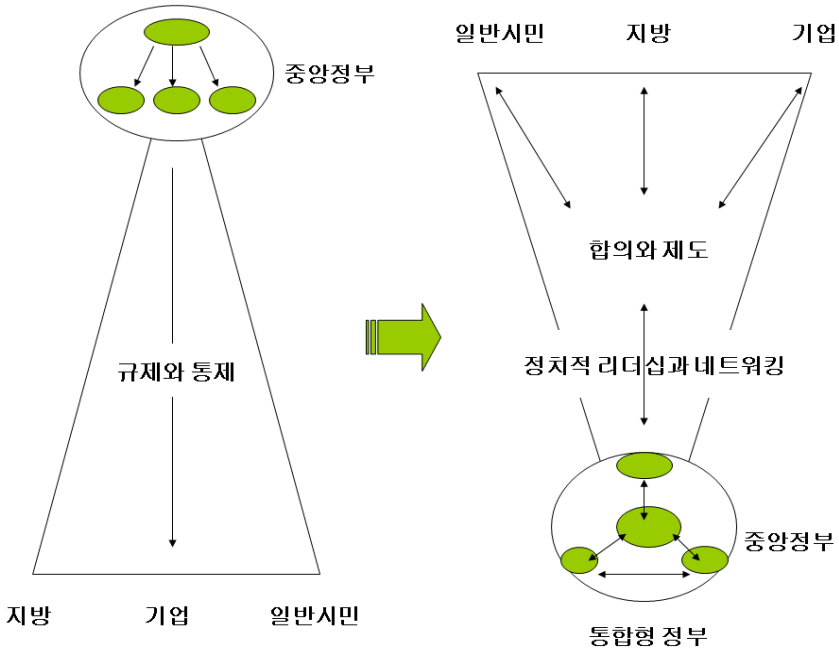 중앙정부
규제와 통제
지방 기업 일반시민
일반시민 지방 기업
합의와 제도
정치적 리더십과 네트워킹
중앙정부
통합형 정부